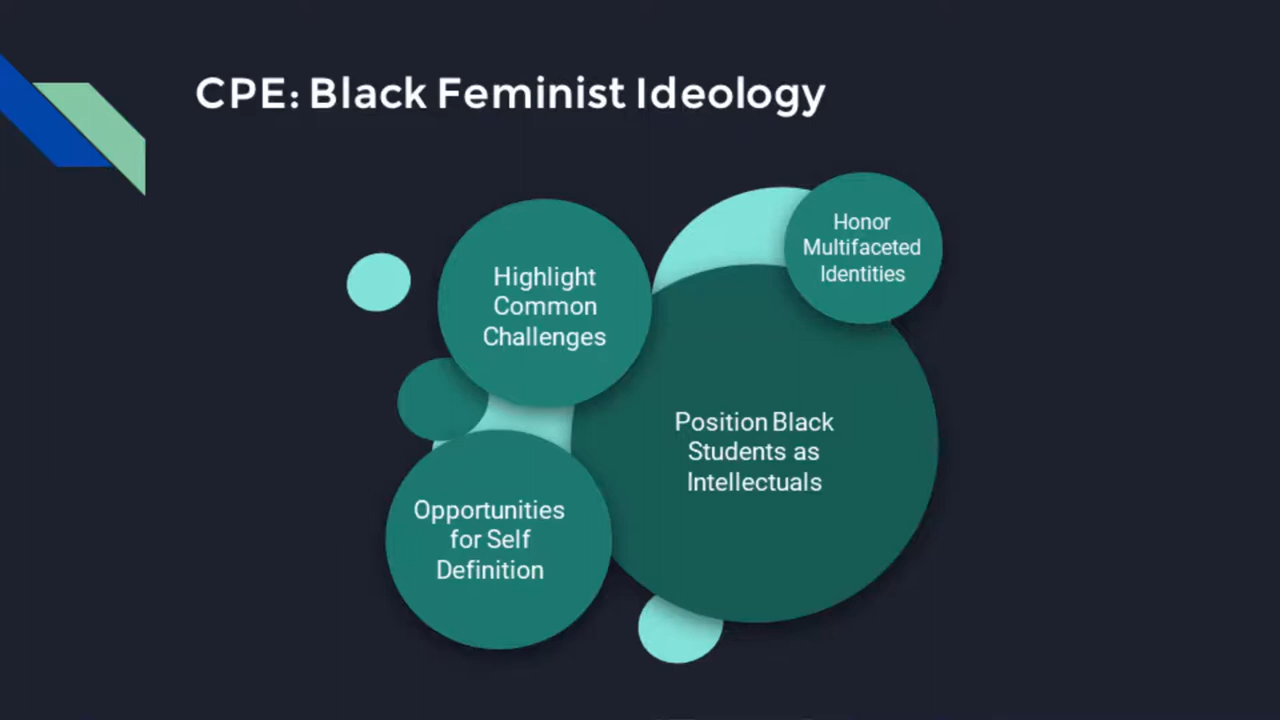 CPE: Black Feminist Ideology
Highlight
Common
Challenges
Honor
Multifaceted
Identities
Position Black
Students as
Intellectuals
Opportunities
for Self
Definition